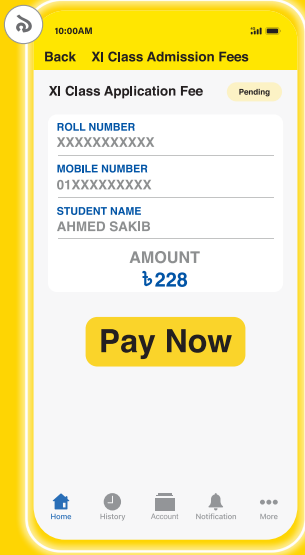 ৯
10:00AM
Back XI Class Admission Fees
XI Class Application Fee Pending
ROLL NUMBER
XXXXXXXXXXX
MOBILE NUMBER
01XXXXXXXXX
STUDENT NAME
AHMED SAKIB
AMOUNT
৳228
Pay Now
Home History Account Notification More